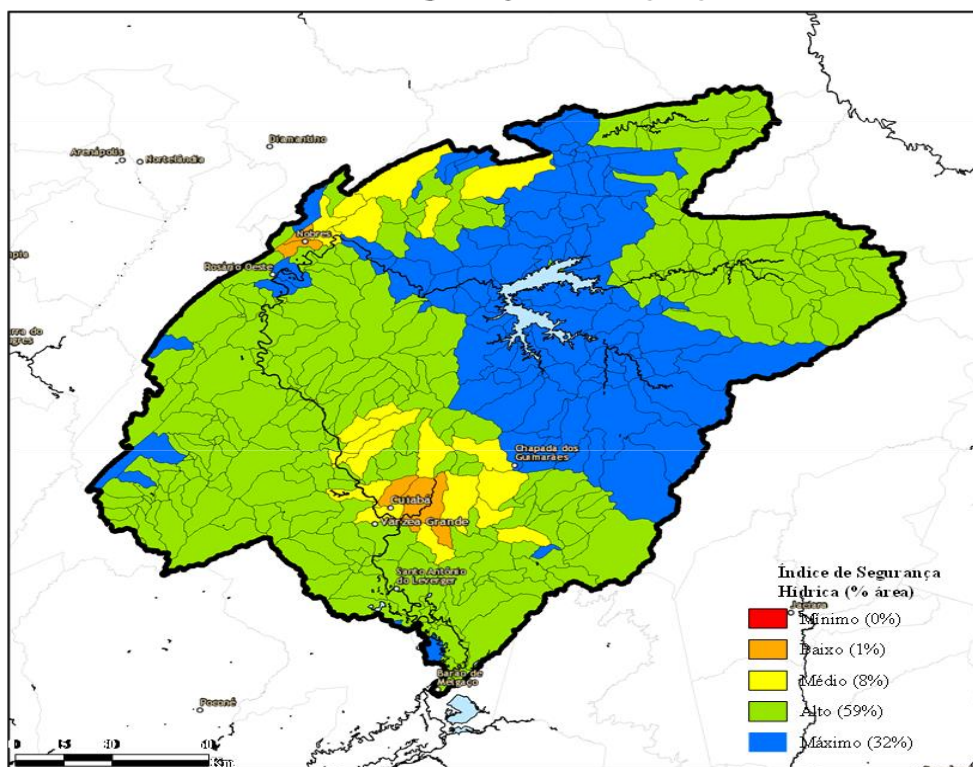 Diamantino
Arenápolis
Nortelândia
Nobres
Rosário Oeste
Chapada dos
Guimarães
Cuiabá
Várzea Grande
Santo Antônio
do Leverger
Barão de
Melgaço
Poconé
Jaciara
Índice de Segurança
Hídrica (% área)
Mínimo (0%)
Baixo (1%)
Médio (8%)
Alto (59%)
Máximo (32%)